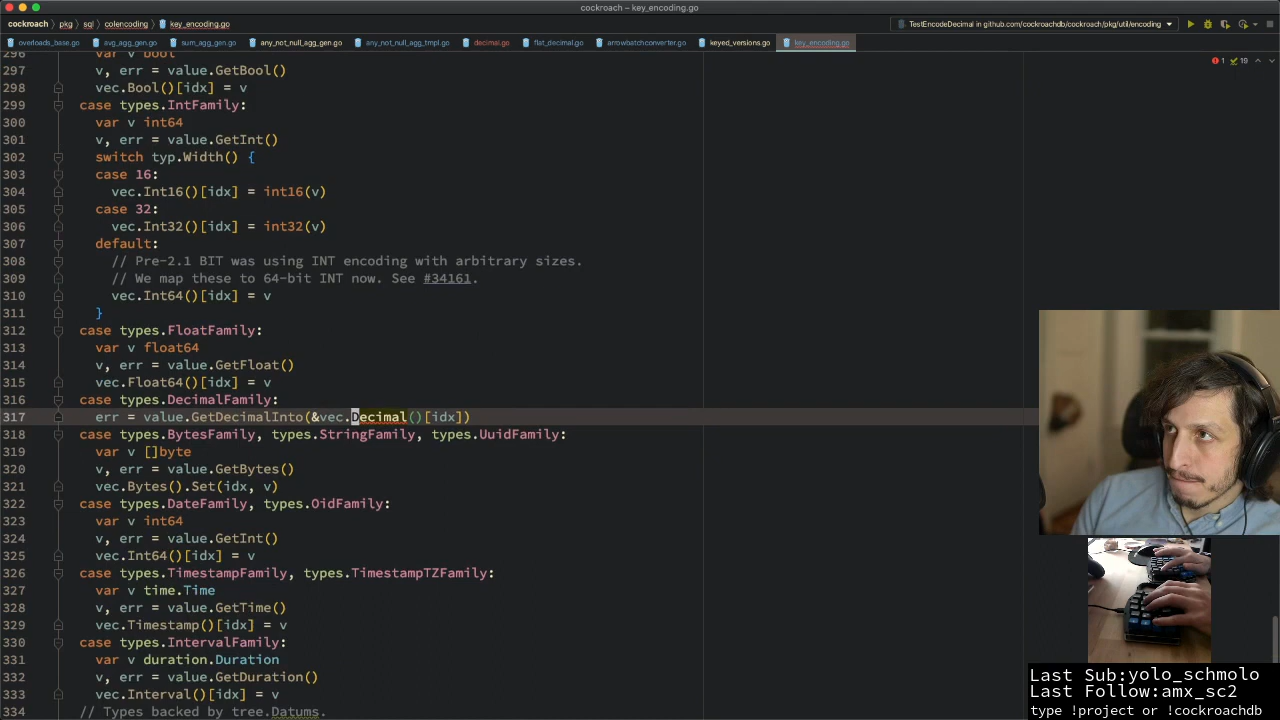 cockroach – key_encoding.go
cockroach pkg sql colencoding key_encoding.go
TestEncodeDecimal in github.com/cockroachdb/cockroach/pkg/util/encoding
overloads_base.go avg_agg_gen.go sum_agg_gen.go any_not_null_agg_gen.go any_not_null_agg_tmpl.go decimal.go flat_decimal.go arrowbatchconverter.go keyed_versions.go key_encoding.go
1 19
296 var v bool
297 v, err = value.GetBool()
298 vec.Bool()[idx] = v
299 case types.IntFamily:
300 var v int64
301 v, err = value.GetInt()
302 switch typ.Width() {
303 case 16:
304 vec.Int16()[idx] = int16(v)
305 case 32:
306 vec.Int32()[idx] = int32(v)
307 default:
308 // Pre-2.1 BIT was using INT encoding with arbitrary sizes.
309 // We map these to 64-bit INT now. See #34161.
310 vec.Int64()[idx] = v
311 }
312 case types.FloatFamily:
313 var v float64
314 v, err = value.GetFloat()
315 vec.Float64()[idx] = v
316 case types.DecimalFamily:
317 err = value.GetDecimalInto(&vec.Decimal()[idx])
318 case types.BytesFamily, types.StringFamily, types.UuidFamily:
319 var v []byte
320 v, err = value.GetBytes()
321 vec.Bytes().Set(idx, v)
322 case types.DateFamily, types.OidFamily:
323 var v int64
324 v, err = value.GetInt()
325 vec.Int64()[idx] = v
326 case types.TimestampFamily, types.TimestampTZFamily:
327 var v time.Time
328 v, err = value.GetTime()
329 vec.Timestamp()[idx] = v
330 case types.IntervalFamily:
331 var v duration.Duration
332 v, err = value.GetDuration()
333 vec.Interval()[idx] = v
334 // Types backed by tree.Datums.
Last Sub:yolo_schmolo
Last Follow:amx_sc2
type !project or !cockroachdb